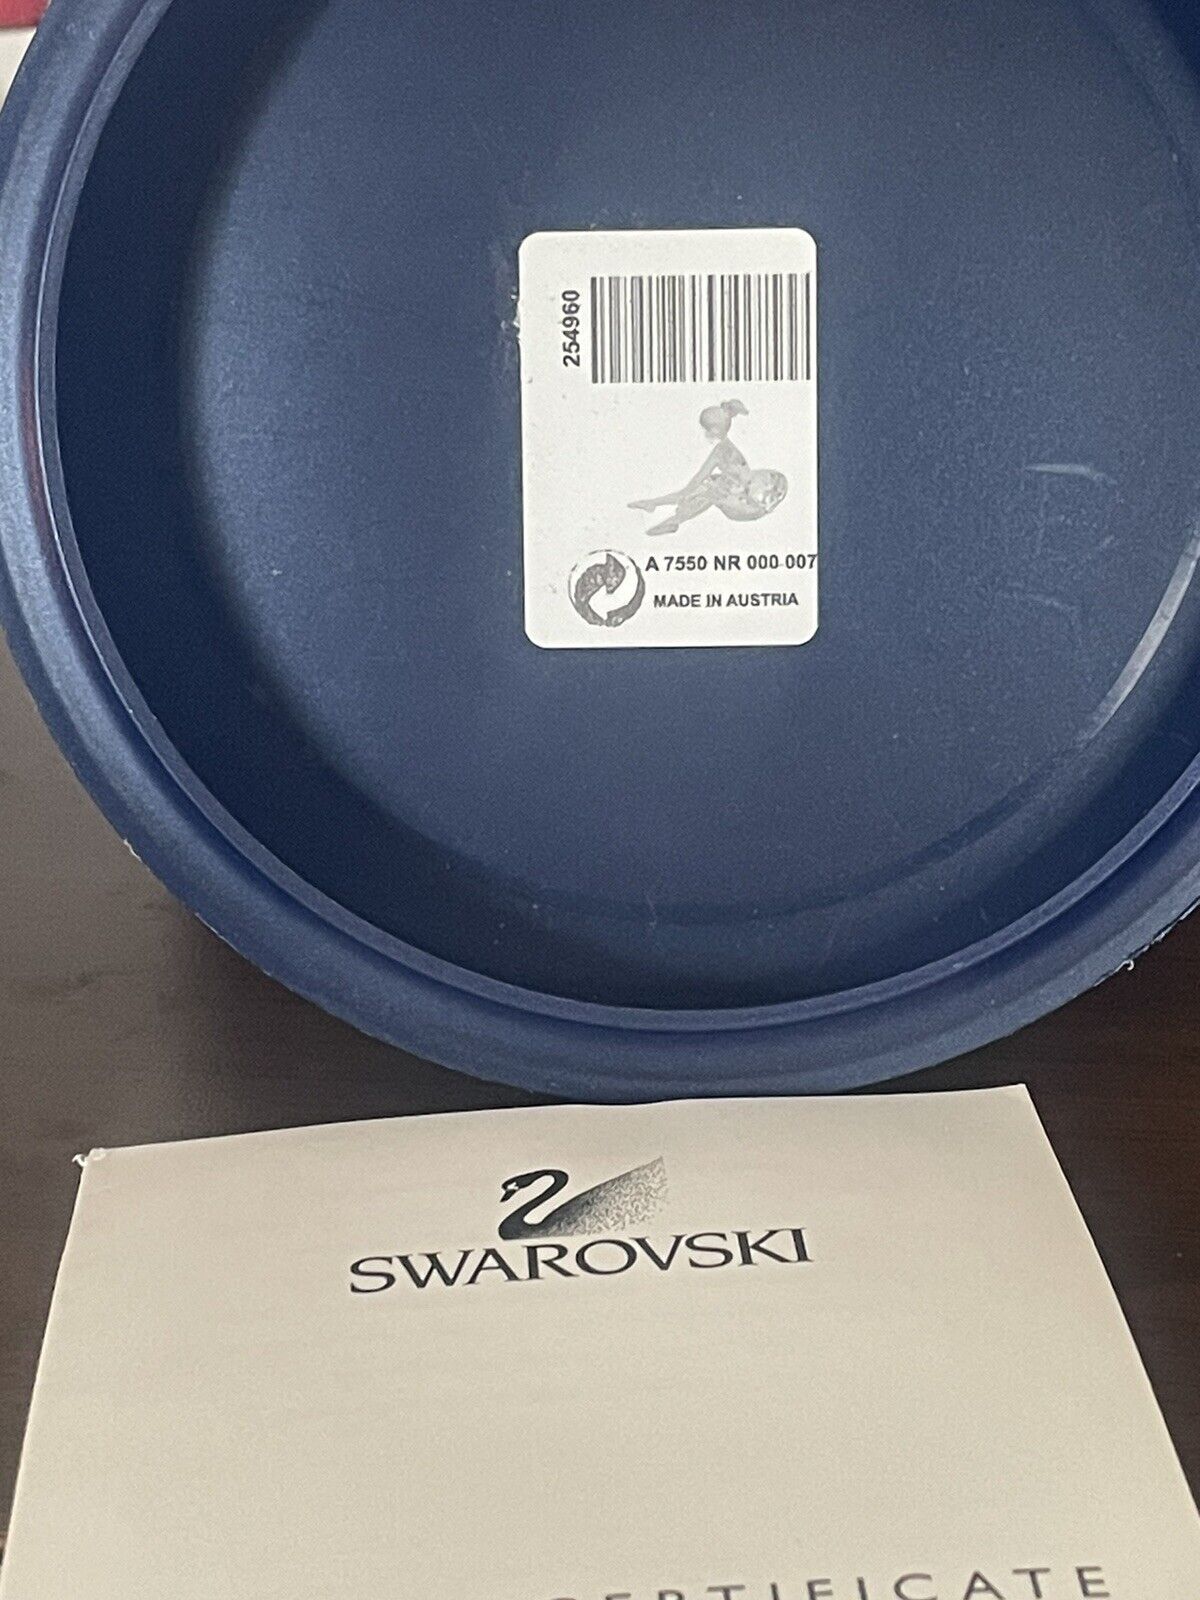 254960
A 7550 NR 000 007
MADE IN AUSTRIA
SWAROVSKI
CERTIFICATE